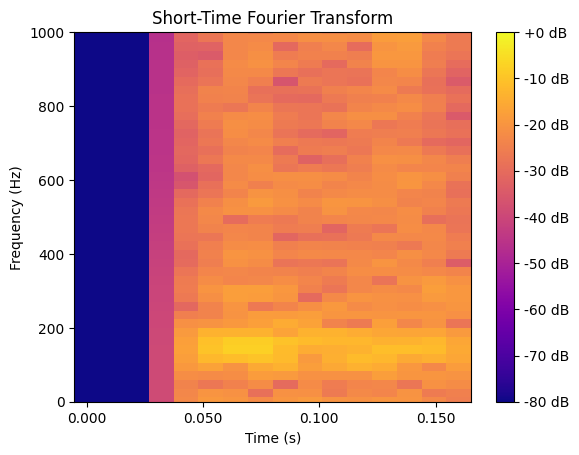 Short-Time Fourier Transform
1000
800
600
400
200
0
Frequency (Hz)
0.000
0.050
0.100
0.150
Time (s)
+0 dB
-10 dB
-20 dB
-30 dB
-40 dB
-50 dB
-60 dB
-70 dB
-80 dB